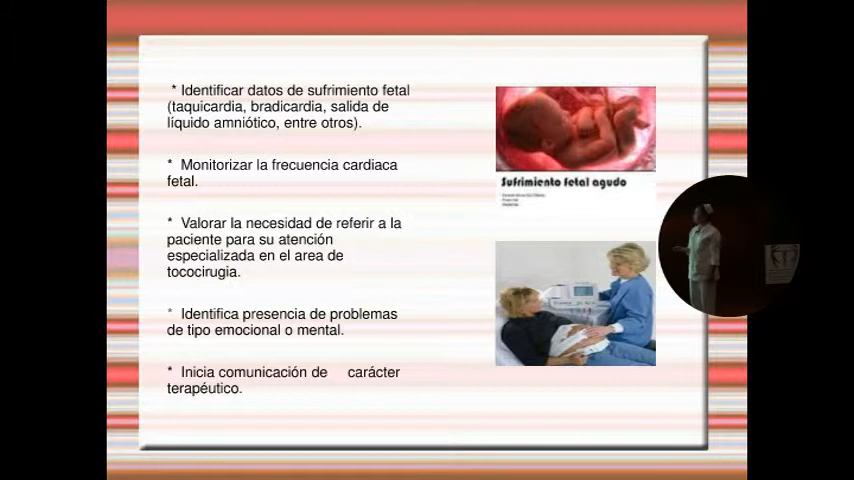 * Identificar datos de sufrimiento fetal
(taquicardia, bradicardia, salida de
líquido amniótico, entre otros).
* Monitorizar la frecuencia cardiaca
fetal.
* Valorar la necesidad de referir a la
paciente para su atención
especializada en el area de
tococirugia.
* Identifica presencia de problemas
de tipo emocional o mental.
* Inicia comunicación de carácter
terapéutico.
Sufrimiento fetal agudo